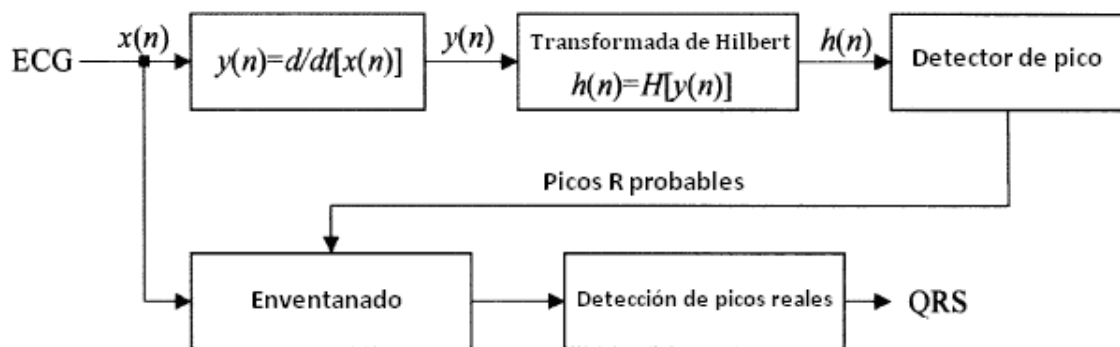 ECG
x(n)
y(n)=d/dt[x(n)]
y(n)
Transformada de Hilbert
h(n)=H[y(n)]
h(n)
Detector de pico
Picos R probables
Enventanado
Detección de picos reales
QRS